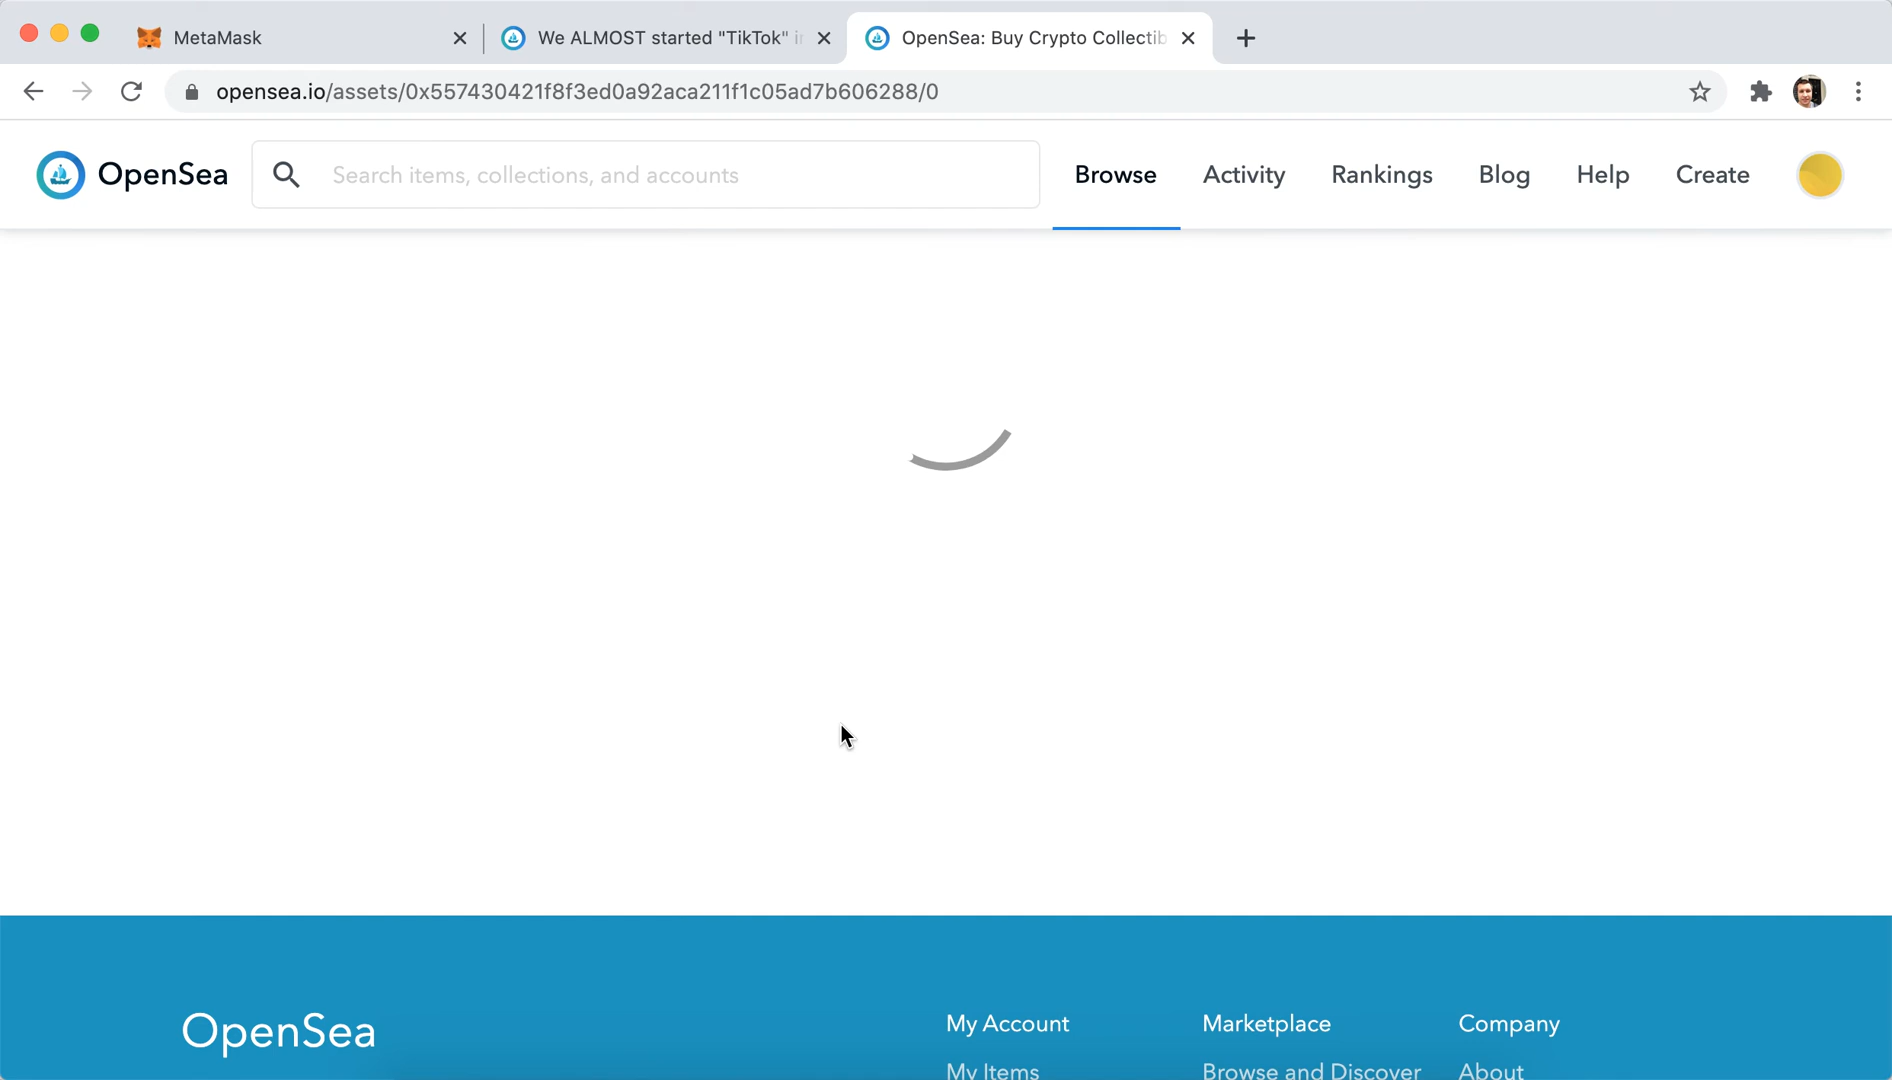 MetaMask
We ALMOST started "TikTok" i
OpenSea: Buy Crypto Collectib
opensea.io/assets/0x557430421f8f3ed0a92aca211f1c05ad7b606288/0
OpenSea
Search items, collections, and accounts
Browse
Activity
Rankings
Blog
Help
Create
OpenSea
My Account
Marketplace
Company
My Items
Browse and Discover
About